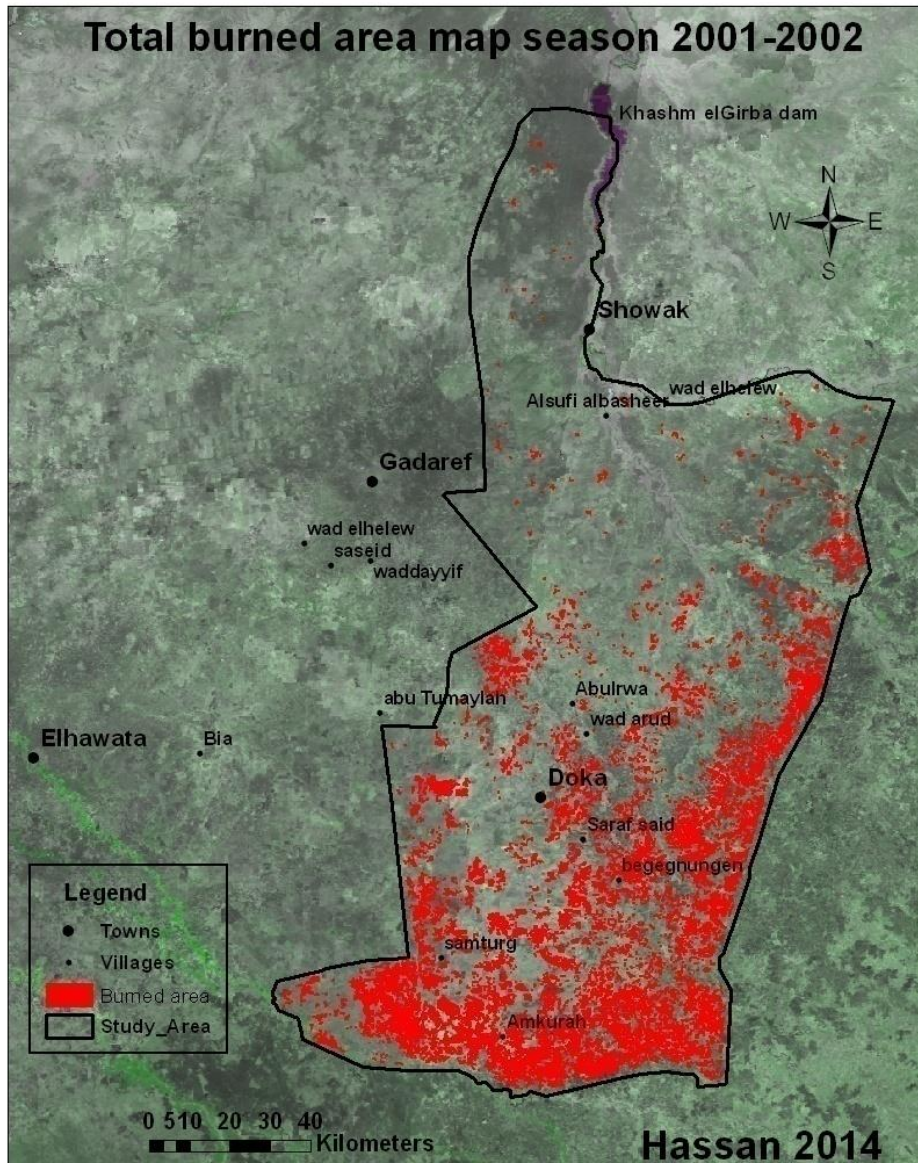 Total burned area map season 2001-2002
Khashm elGirba dam
N
W E
S
Showak
wad elhelew
Alsufi albasheer
Gadaref
wad elhelew
saseid
waddayyif
Abulrwa
abu Tumaylan
wad arud
Elhawata
Bia
Doka
Saraf said
begegnungen
Legend
Towns
samturg
Villages
Burned area
Study_Area
Amkurah
0 5 10 20 30 40
Kilometers
Hassan 2014